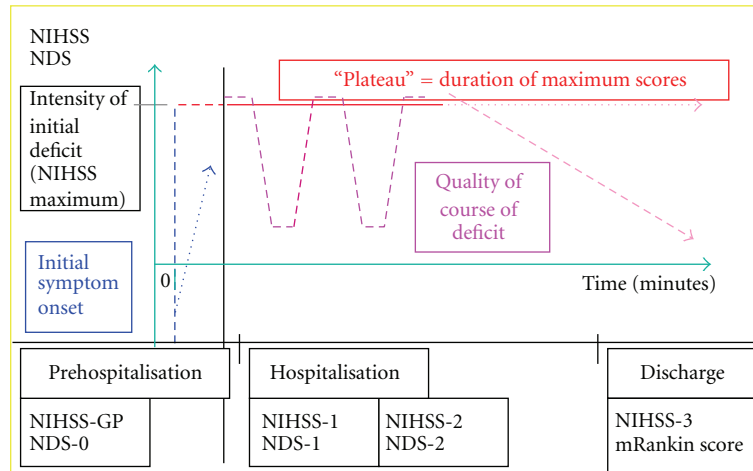 NIHSS
NDS
“Plateau” = duration of maximum scores
Intensity of
initial
deficit
(NIHSS
maximum)
Quality of
course of
deficit
Initial
symptom
onset
0
Time (minutes)
Prehospitalisation
Hospitalisation
Discharge
NIHSS-GP
NDS-0
NIHSS-1
NDS-1
NIHSS-2
NDS-2
NIHSS-3
mRankin score